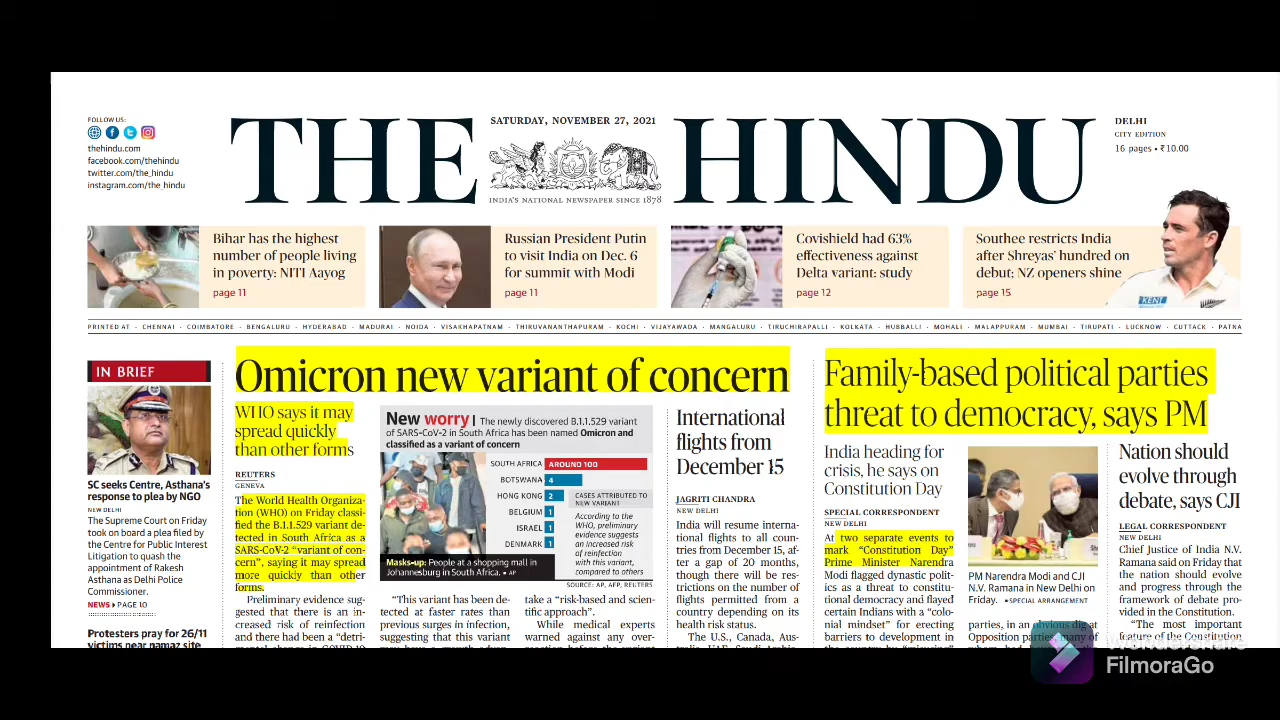 FOLLOW US:
thehindu.com
facebook.com/thehindu
twitter.com/the_hindu
instagram.com/the_hindu
THE HINDU
SATURDAY, NOVEMBER 27, 2021
INDIA'S NATIONAL NEWSPAPER SINCE 1878
DELHI
CITY EDITION
16 pages • ₹10.00
Bihar has the highest
number of people living
in poverty: NITI Aayog
page 11
Russian President Putin
to visit India on Dec. 6
for summit with Modi
page 11
Covishield had 63%
effectiveness against
Delta variant: study
page 12
Southee restricts India
after Shreyas' hundred on
debut; NZ openers shine
page 15
KENT
PRINTED AT · CHENNAI · COIMBATORE · BENGALURU · HYDERABAD · MADURAI · NOIDA · VISAKHAPATNAM · THIRUVANANTHAPURAM · KOCHI · VIJAYAWADA · MANGALURU · TIRUCHIRAPALLI · KOLKATA · HUBBALLI · MOHALI · MALAPPURAM · MUMBAI · TIRUPATI · LUCKNOW · CUTTACK · PATNA
IN BRIEF
SC seeks Centre, Asthana's
response to plea by NGO
NEW DELHI
The Supreme Court on Friday
took on board a plea filed by
the Centre for Public Interest
Litigation to quash the
appointment of Rakesh
Asthana as Delhi Police
Commissioner.
NEWS PAGE 10
Protesters pray for 26/11
victims near namaz site
Omicron new variant of concern
WHO says it may
spread quickly
than other forms
REUTERS
GENEVA
The World Health Organiza-
tion (WHO) on Friday classi-
fied the B.1.1.529 variant de-
tected in South Africa as a
SARS-CoV-2 "variant of con-
cern", saying it may spread
more quickly than other
forms.
Preliminary evidence sug-
gested that there is an in-
creased risk of reinfection
and there had been a "detri-
New worry | The newly discovered B.1.1.529 variant
of SARS-CoV-2 in South Africa has been named Omicron and
classified as a variant of concern
SOUTH AFRICA AROUND 100
BOTSWANA 4
HONG KONG 2
BELGIUM 1
ISRAEL 1
DENMARK 1
CASES ATTRIBUTED TO
NEW VARIANT
According to the
WHO, preliminary
evidence suggests
an increased risk
of reinfection
with this variant,
compared to others
Masks-up: People at a shopping mall in
Johannesburg in South Africa. • AP
SOURCE: AP, AFP, REUTERS
"This variant has been de-
tected at faster rates than
previous surges in infection,
suggesting that this variant
take a "risk-based and scien-
tific approach".
While medical experts
warned against any over-
International
flights from
December 15
JAGRITI CHANDRA
NEW DELHI
India will resume interna-
tional flights to all coun-
tries from December 15, af-
ter a gap of 20 months,
though there will be res-
trictions on the number of
flights permitted from a
country depending on its
health risk status.
The U.S., Canada, Aus-
Family-based political parties
threat to democracy, says PM
India heading for
crisis, he says on
Constitution Day
SPECIAL CORRESPONDENT
NEW DELHI
At two separate events to
mark "Constitution Day"
Prime Minister Narendra
Modi flagged dynastic polit-
ics as a threat to constitu-
tional democracy and flayed
certain Indians with a "colo-
nial mindset" for erecting
barriers to development in
PM Narendra Modi and CJI
N.V. Ramana in New Delhi on
Friday. • SPECIAL ARRANGEMENT
parties, in an obvious dig at
Opposition parties many of
Nation should
evolve through
debate, says CJI
LEGAL CORRESPONDENT
NEW DELHI
Chief Justice of India N.V.
Ramana said on Friday that
the nation should evolve
and progress through the
framework of debate pro-
vided in the Constitution.
"The most important
feature of the Constitution
Wondershare
FilmoraGo